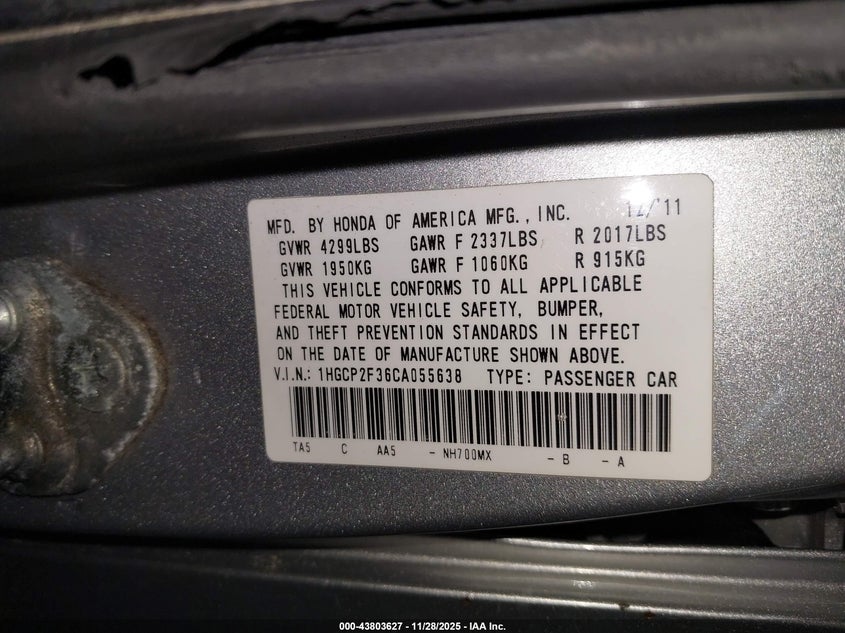 MFD. BY HONDA OF AMERICA MFG., INC. 12/'11
GVWR 4299LBS GAWR F 2337LBS R 2017LBS
GVWR 1950KG GAWR F 1060KG R 915KG
THIS VEHICLE CONFORMS TO ALL APPLICABLE
FEDERAL MOTOR VEHICLE SAFETY, BUMPER,
AND THEFT PREVENTION STANDARDS IN EFFECT
ON THE DATE OF MANUFACTURE SHOWN ABOVE.
V.I.N.: 1HGCP2F36CA055638 TYPE: PASSENGER CAR
TA5 C AA5 - NH700MX - B - A
000-43803627 - 11/28/2025 - IAA Inc.